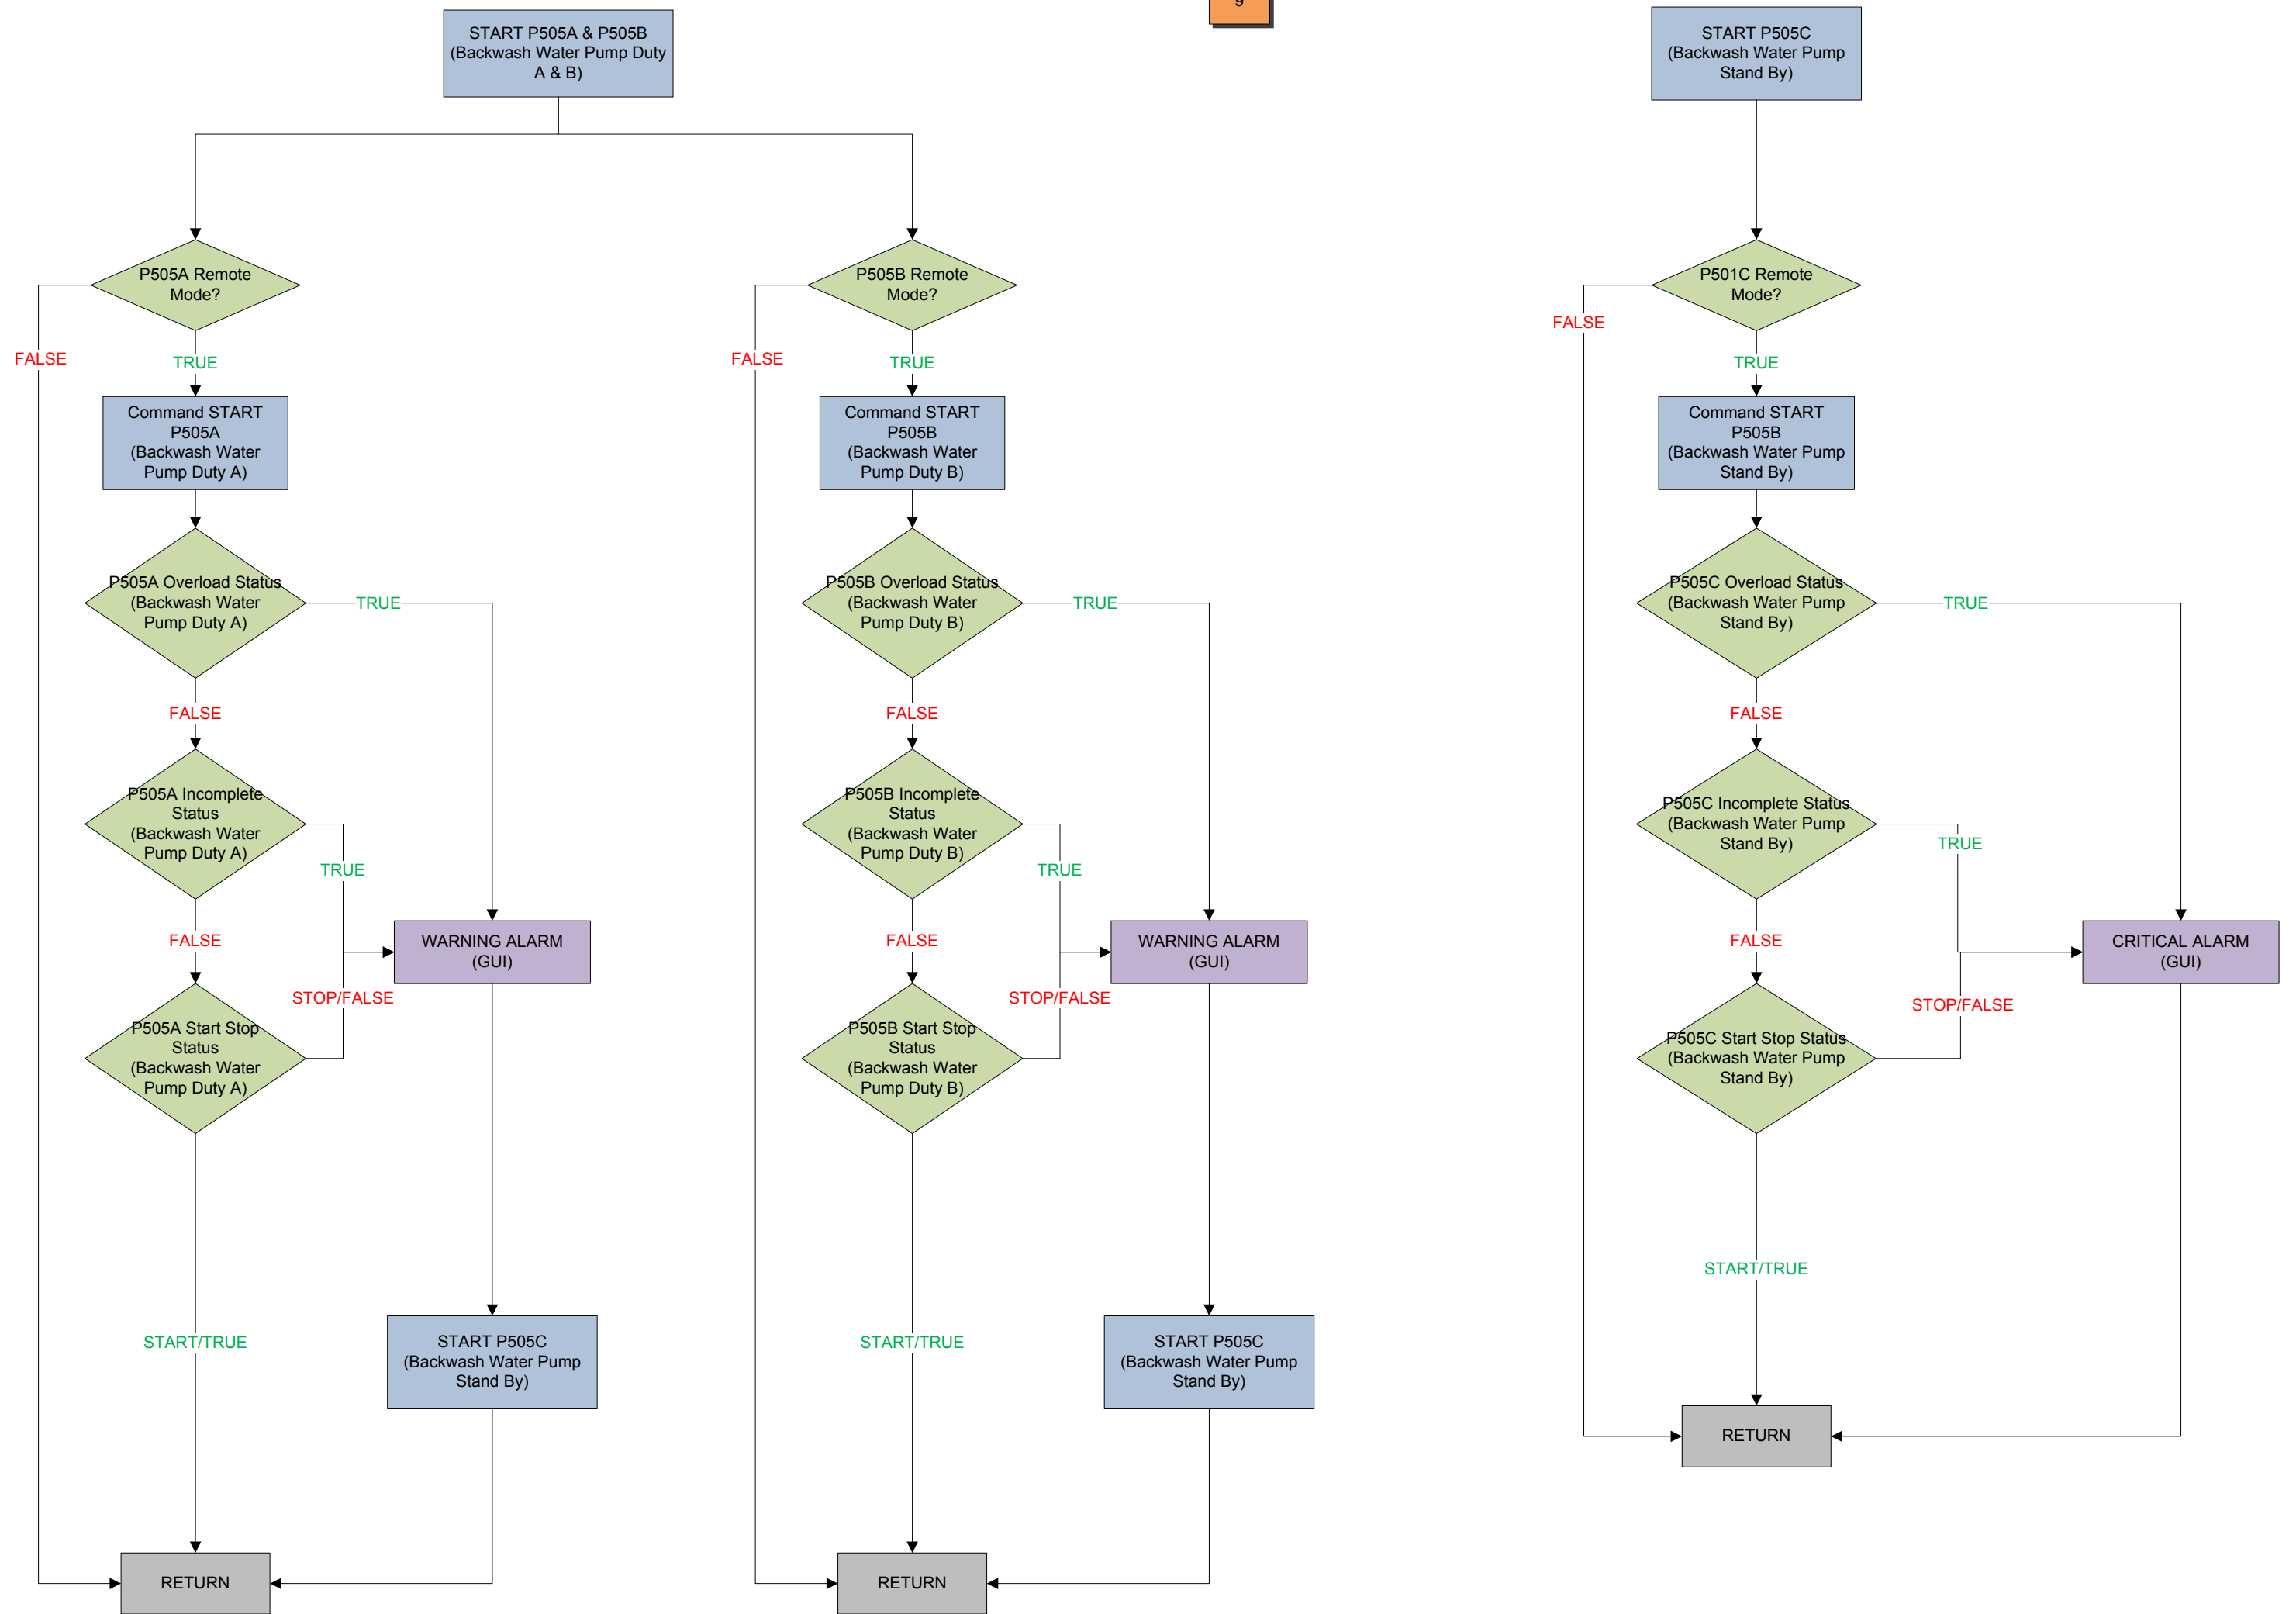 9
START P505A & P505B
(Backwash Water Pump Duty
A & B)
P505A Remote
Mode?
FALSE
TRUE
Command START
P505A
(Backwash Water
Pump Duty A)
P505A Overload Status
(Backwash Water
Pump Duty A)
TRUE
FALSE
P505A Incomplete
Status
(Backwash Water
Pump Duty A)
TRUE
FALSE
WARNING ALARM
(GUI)
STOP/FALSE
P505A Start Stop
Status
(Backwash Water
Pump Duty A)
START/TRUE
START P505C
(Backwash Water Pump
Stand By)
RETURN
P505B Remote
Mode?
FALSE
TRUE
Command START
P505B
(Backwash Water
Pump Duty B)
P505B Overload Status
(Backwash Water
Pump Duty B)
TRUE
FALSE
P505B Incomplete
Status
(Backwash Water
Pump Duty B)
TRUE
FALSE
WARNING ALARM
(GUI)
STOP/FALSE
P505B Start Stop
Status
(Backwash Water
Pump Duty B)
START/TRUE
START P505C
(Backwash Water Pump
Stand By)
RETURN
START P505C
(Backwash Water Pump
Stand By)
P501C Remote
Mode?
FALSE
TRUE
Command START
P505B
(Backwash Water Pump
Stand By)
P505C Overload Status
(Backwash Water Pump
Stand By)
TRUE
FALSE
P505C Incomplete Status
(Backwash Water Pump
Stand By)
TRUE
FALSE
CRITICAL ALARM
(GUI)
STOP/FALSE
P505C Start Stop Status
(Backwash Water Pump
Stand By)
START/TRUE
RETURN